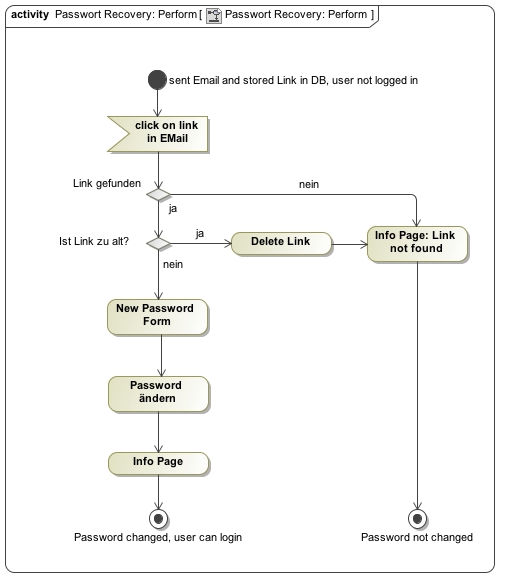 activity Passwort Recovery: Perform [ Passwort Recovery: Perform ]
sent Email and stored Link in DB, user not logged in
click on link
in EMail
Link gefunden
nein
ja
Ist Link zu alt?
ja
Delete Link
Info Page: Link
not found
nein
New Password
Form
Password
ändern
Info Page
Password changed, user can login
Password not changed